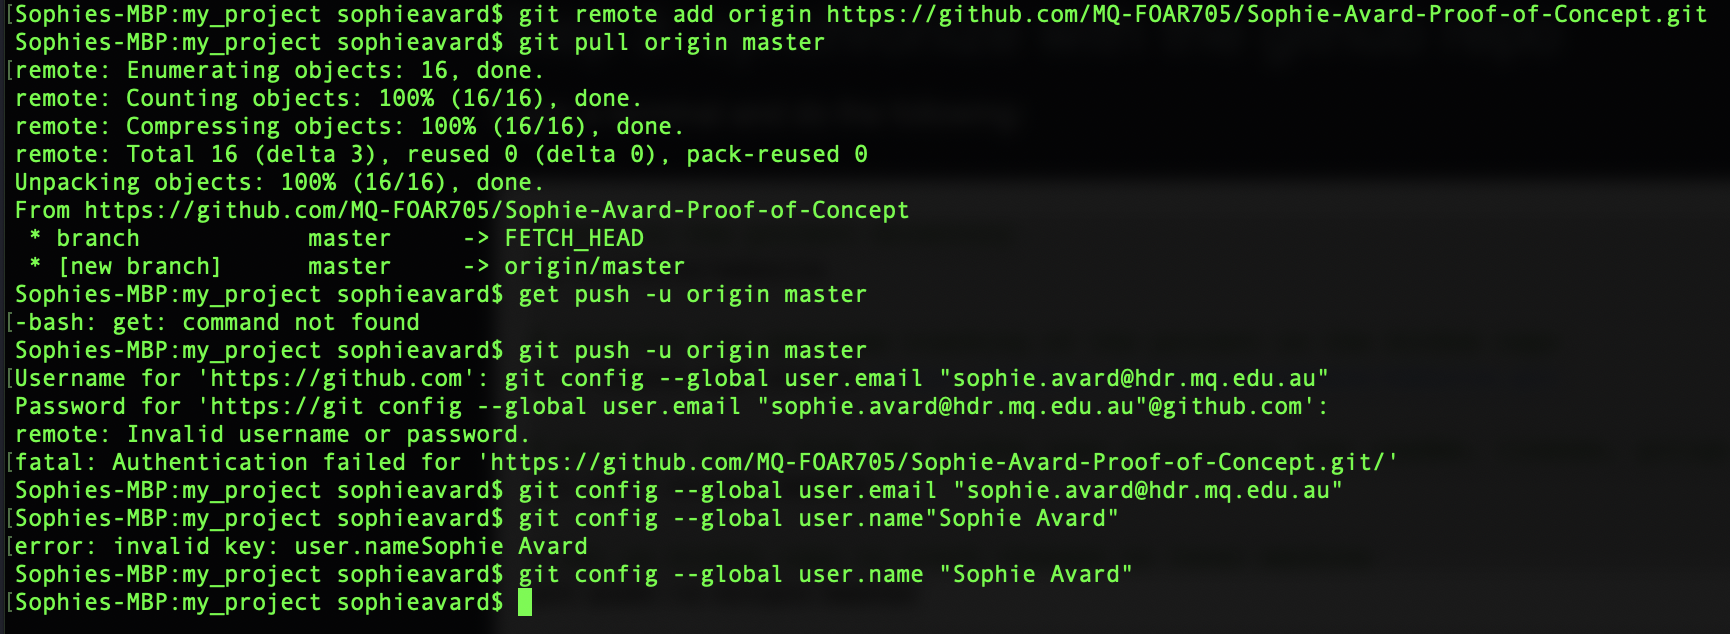 [Sophies-MBP:my_project sophieavard$ git remote add origin https://github.com/MQ-FOAR705/Sophie-Avard-Proof-of-Concept.git
Sophies-MBP:my_project sophieavard$ git pull origin master
[remote: Enumerating objects: 16, done.
remote: Counting objects: 100% (16/16), done.
remote: Compressing objects: 100% (16/16), done.
remote: Total 16 (delta 3), reused 0 (delta 0), pack-reused 0
Unpacking objects: 100% (16/16), done.
From https://github.com/MQ-FOAR705/Sophie-Avard-Proof-of-Concept
 * branch            master     -> FETCH_HEAD
 * [new branch]      master     -> origin/master
Sophies-MBP:my_project sophieavard$ get push -u origin master
[-bash: get: command not found
Sophies-MBP:my_project sophieavard$ git push -u origin master
[Username for 'https://github.com': git config --global user.email "sophie.avard@hdr.mq.edu.au"
Password for 'https://git config --global user.email "sophie.avard@hdr.mq.edu.au"@github.com':
remote: Invalid username or password.
[fatal: Authentication failed for 'https://github.com/MQ-FOAR705/Sophie-Avard-Proof-of-Concept.git/'
Sophies-MBP:my_project sophieavard$ git config --global user.email "sophie.avard@hdr.mq.edu.au"
[Sophies-MBP:my_project sophieavard$ git config --global user.name"Sophie Avard"
[error: invalid key: user.nameSophie Avard
Sophies-MBP:my_project sophieavard$ git config --global user.name "Sophie Avard"
[Sophies-MBP:my_project sophieavard$